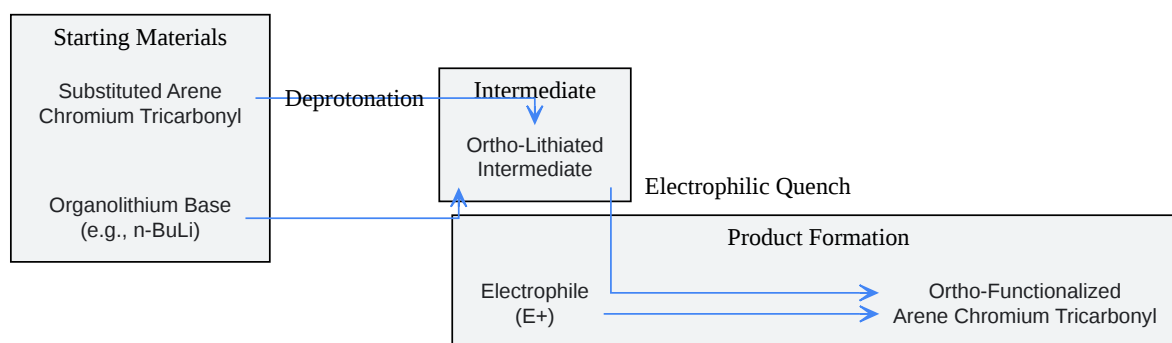 Starting Materials
Substituted Arene
Chromium Tricarbonyl
Organolithium Base
(e.g., n-BuLi)
Deprotonation
Intermediate
Ortho-Lithiated
Intermediate
Electrophilic Quench
Product Formation
Electrophile
(E+)
Ortho-Functionalized
Arene Chromium Tricarbonyl